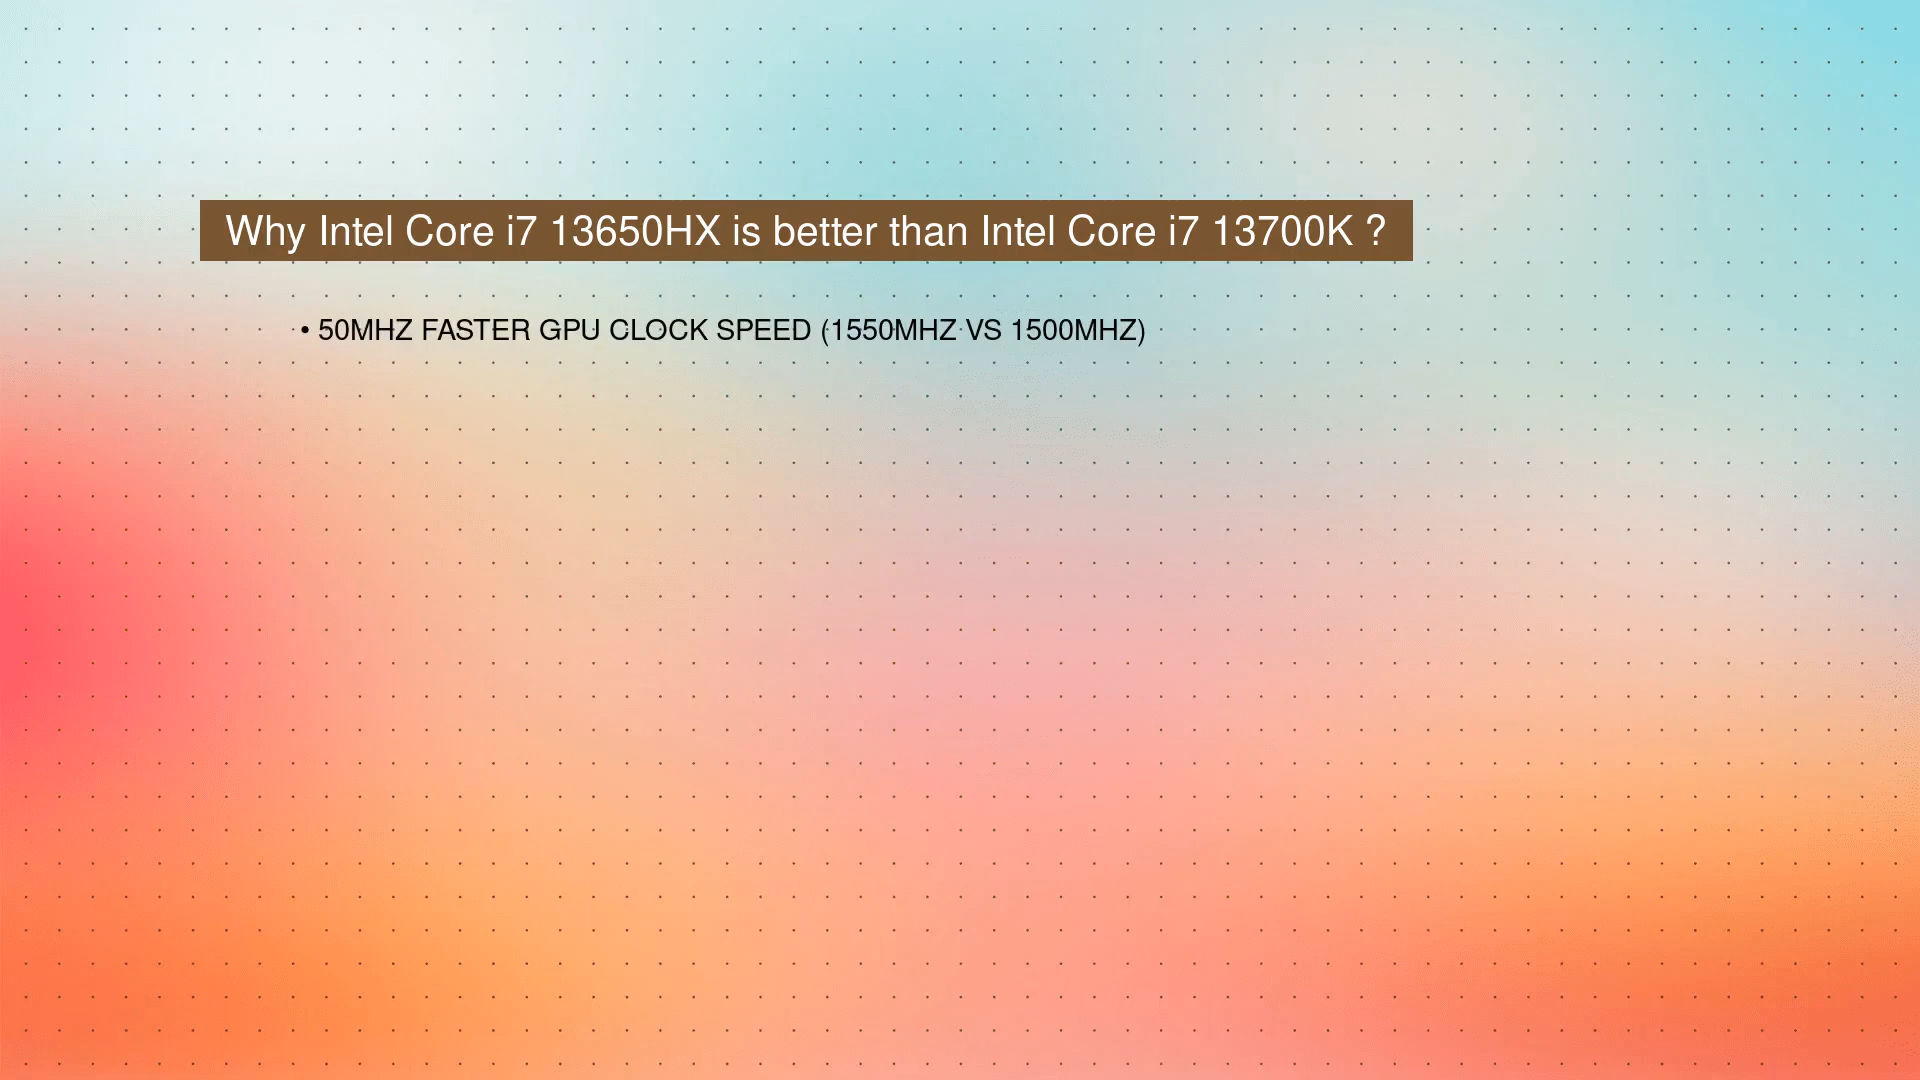 Why Intel Core i7 13650HX is better than Intel Core i7 13700K ?
• 50MHZ FASTER GPU CLOCK SPEED (1550MHZ VS 1500MHZ)